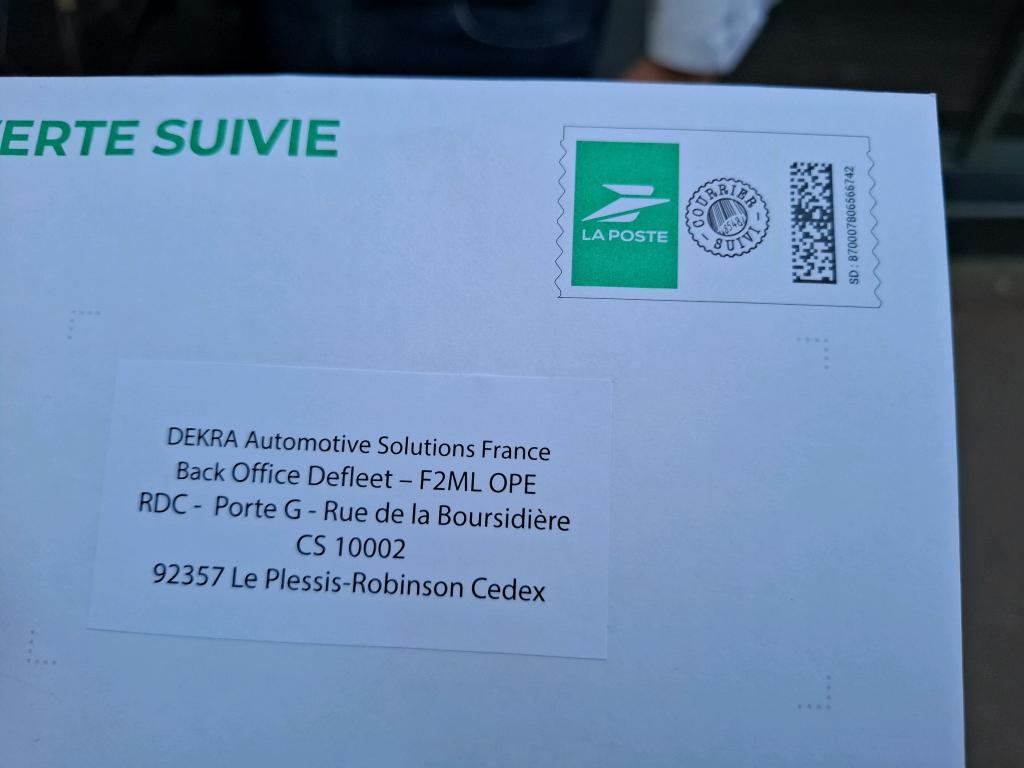 ERTE SUIVIE
LA POSTE
COURRIER
SUIVI
SD : 870007806566742
DEKRA Automotive Solutions France
Back Office Defleet – F2ML OPE
RDC - Porte G - Rue de la Boursidière
CS 10002
92357 Le Plessis-Robinson Cedex